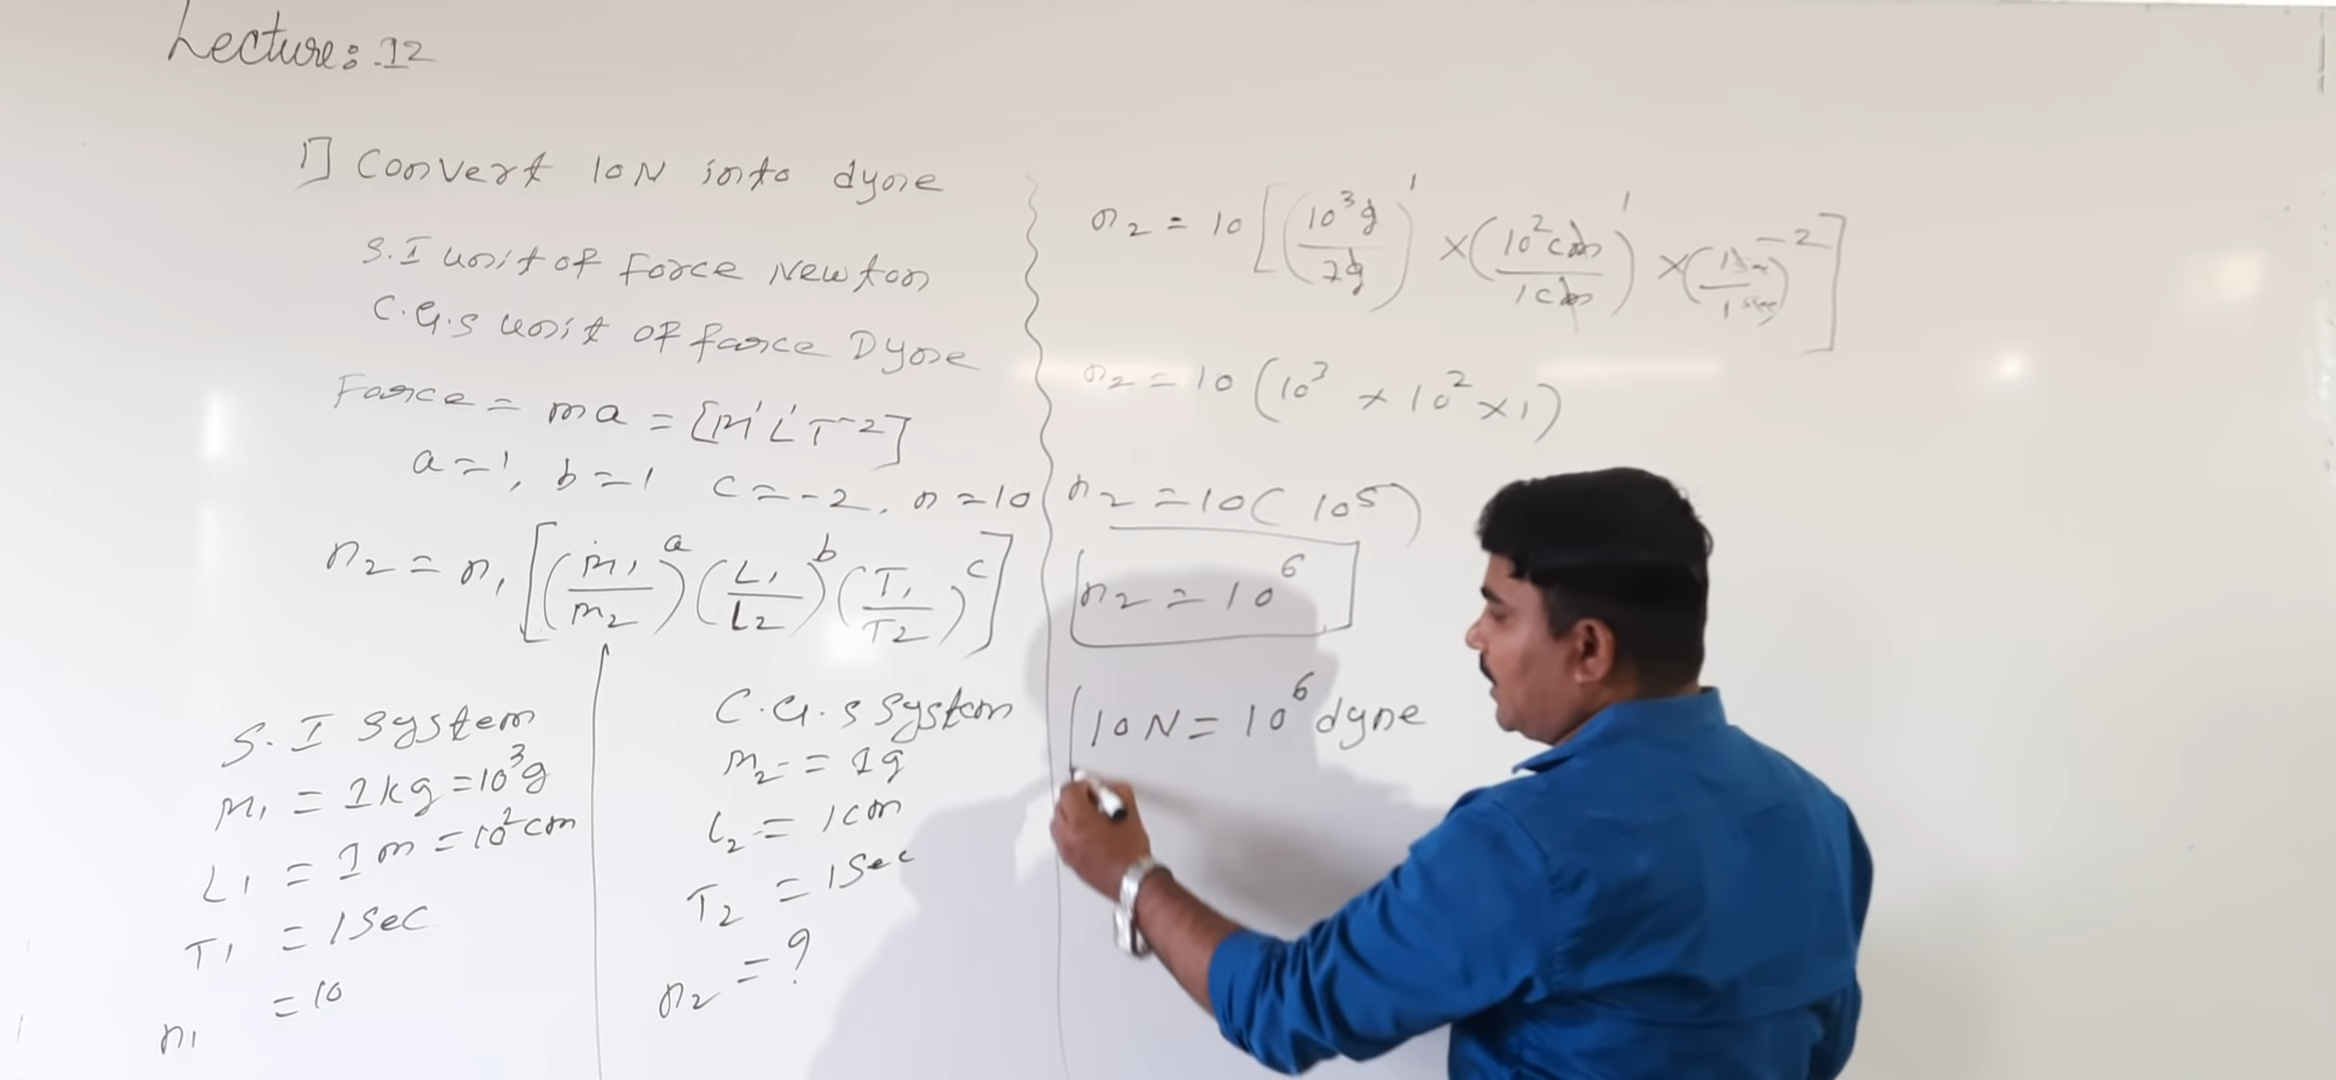 Lecture: 12
1] Convert 10N into dyne
S.I unit of Force Newton
C.G.S unit of force Dyne
Force = ma = [M¹L¹T⁻²]
a=1, b=1 c=-2, n=10
n₂ = n₁ [(m₁/m₂)ᵃ (L₁/L₂)ᵇ (T₁/T₂)ᶜ]
S.I system
M₁ = 1kg = 10³g
L₁ = 1m = 10²cm
T₁ = 1Sec
n₁ = 10
C.G.S system
m₂ = 1g
L₂ = 1cm
T₂ = 1Sec
n₂ = ?
n₂ = 10 [(10³g/1g)¹ × (10²cm/1cm)¹ × (1sec/1sec)⁻²]
n₂ = 10 (10³ × 10² × 1)
n₂ = 10 (10⁵)
n₂ = 10⁶
10N = 10⁶ dyne